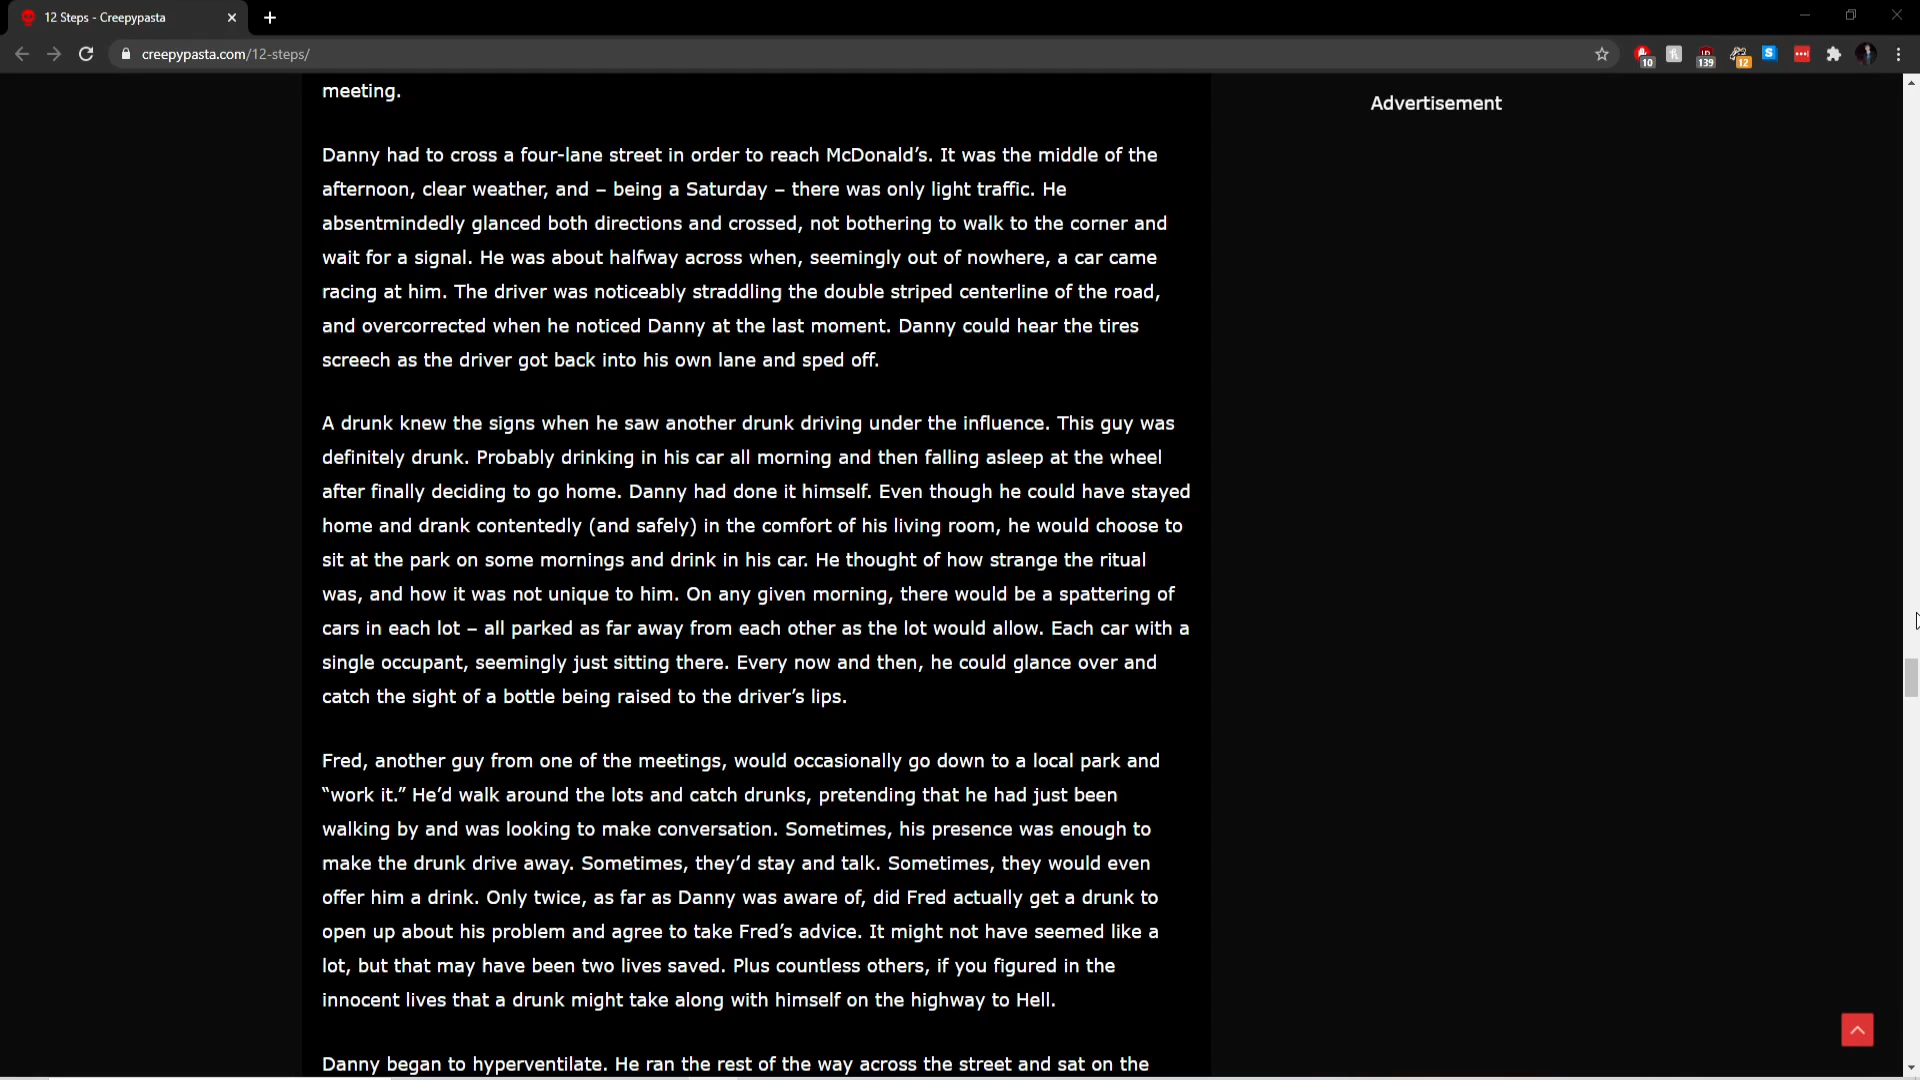 12 Steps - Creepypasta
creepypasta.com/12-steps/
10
139
12
meeting.
Advertisement
Danny had to cross a four-lane street in order to reach McDonald’s. It was the middle of the
afternoon, clear weather, and – being a Saturday – there was only light traffic. He
absentmindedly glanced both directions and crossed, not bothering to walk to the corner and
wait for a signal. He was about halfway across when, seemingly out of nowhere, a car came
racing at him. The driver was noticeably straddling the double striped centerline of the road,
and overcorrected when he noticed Danny at the last moment. Danny could hear the tires
screech as the driver got back into his own lane and sped off.
A drunk knew the signs when he saw another drunk driving under the influence. This guy was
definitely drunk. Probably drinking in his car all morning and then falling asleep at the wheel
after finally deciding to go home. Danny had done it himself. Even though he could have stayed
home and drank contentedly (and safely) in the comfort of his living room, he would choose to
sit at the park on some mornings and drink in his car. He thought of how strange the ritual
was, and how it was not unique to him. On any given morning, there would be a spattering of
cars in each lot – all parked as far away from each other as the lot would allow. Each car with a
single occupant, seemingly just sitting there. Every now and then, he could glance over and
catch the sight of a bottle being raised to the driver’s lips.
Fred, another guy from one of the meetings, would occasionally go down to a local park and
“work it.” He’d walk around the lots and catch drunks, pretending that he had just been
walking by and was looking to make conversation. Sometimes, his presence was enough to
make the drunk drive away. Sometimes, they’d stay and talk. Sometimes, they would even
offer him a drink. Only twice, as far as Danny was aware of, did Fred actually get a drunk to
open up about his problem and agree to take Fred’s advice. It might not have seemed like a
lot, but that may have been two lives saved. Plus countless others, if you figured in the
innocent lives that a drunk might take along with himself on the highway to Hell.
Danny began to hyperventilate. He ran the rest of the way across the street and sat on the